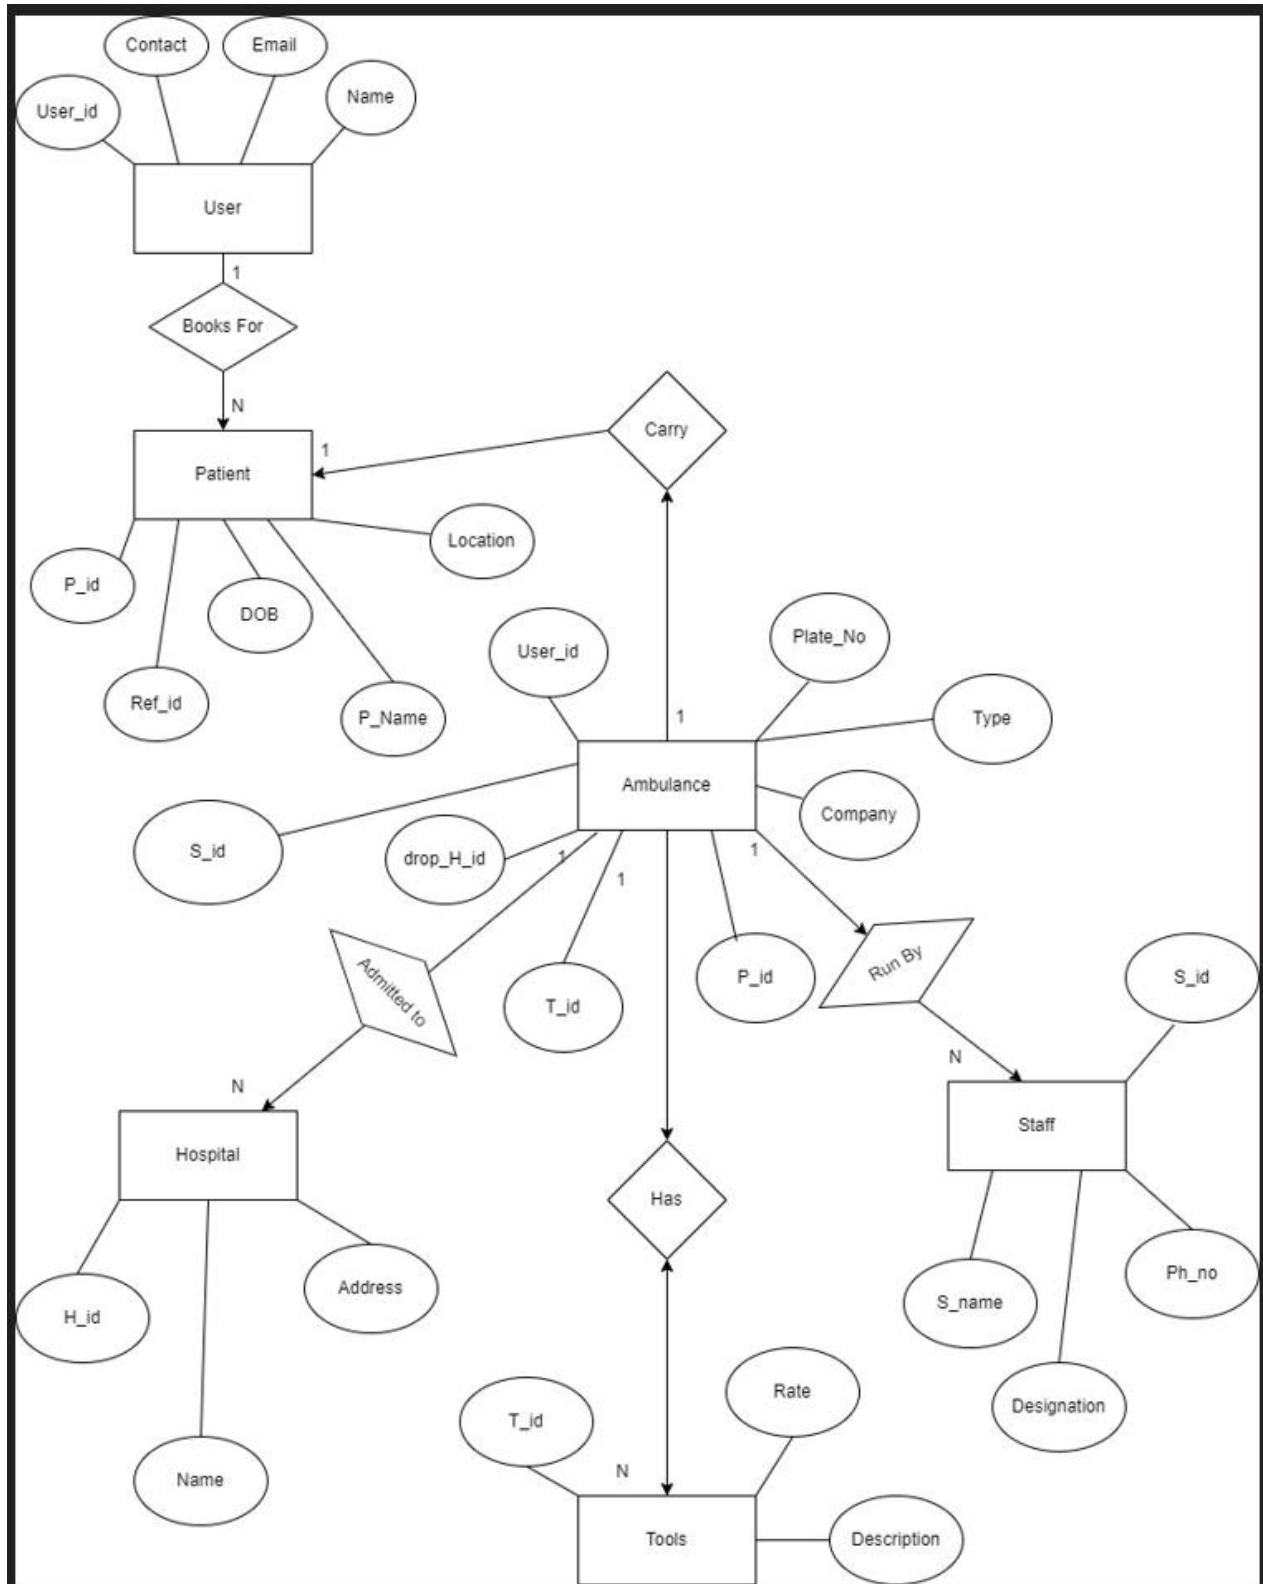 Contact
Email
Name
User_id
User
1
Books For
N
Carry
1
Patient
Location
P_id
DOB
Ref_id
P_Name
User_id
Plate_No
1
Type
Ambulance
Company
S_id
drop_H_id
1
1
1
Admitted to
T_id
P_id
Run By
S_id
N
N
Staff
Hospital
Has
Address
H_id
Ph_no
S_name
Rate
Designation
T_id
N
Name
Tools
Description